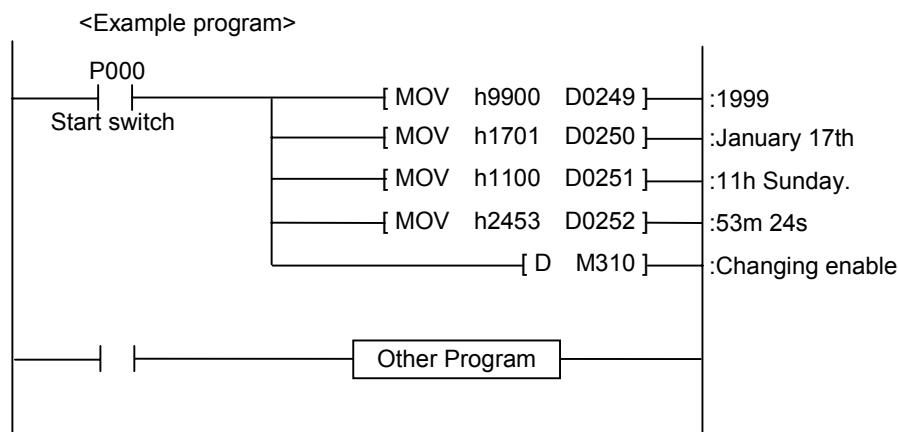 <Example program>
P000
Start switch
[ MOV h9900 D0249 ] :1999
[ MOV h1701 D0250 ] :January 17th
[ MOV h1100 D0251 ] :11h Sunday.
[ MOV h2453 D0252 ] :53m 24s
[ D M310 ] :Changing enable
Other Program